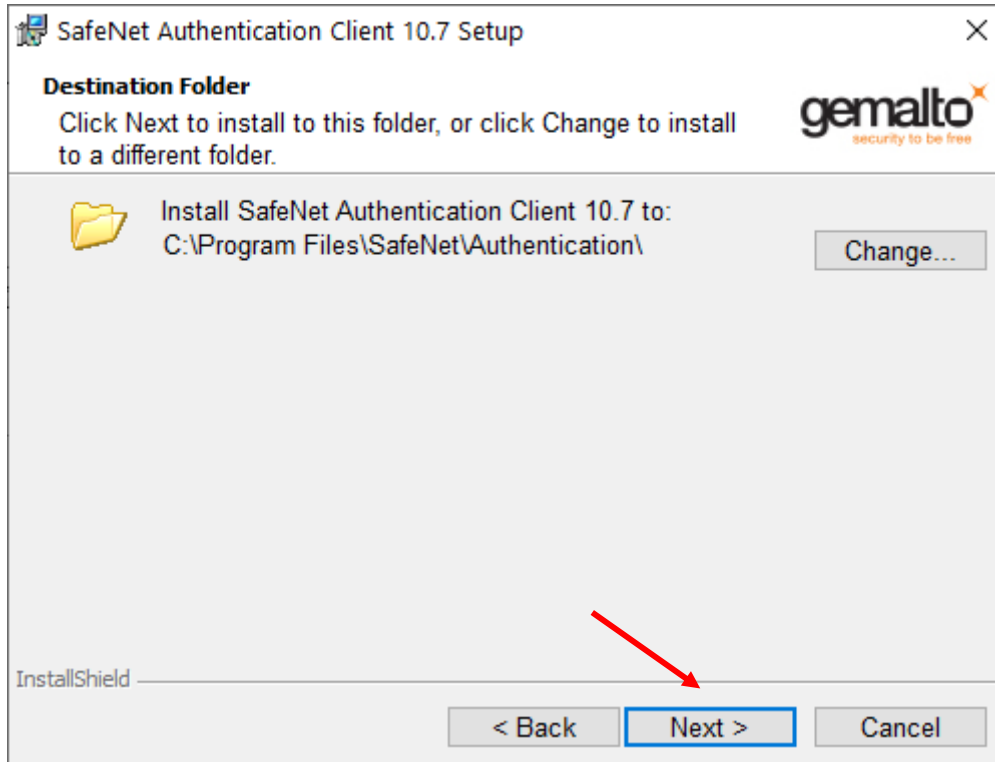 SafeNet Authentication Client 10.7 Setup
Destination Folder
Click Next to install to this folder, or click Change to install
to a different folder.
gemalto
security to be free
Install SafeNet Authentication Client 10.7 to:
C:\Program Files\SafeNet\Authentication\
Change...
InstallShield
< Back
Next >
Cancel